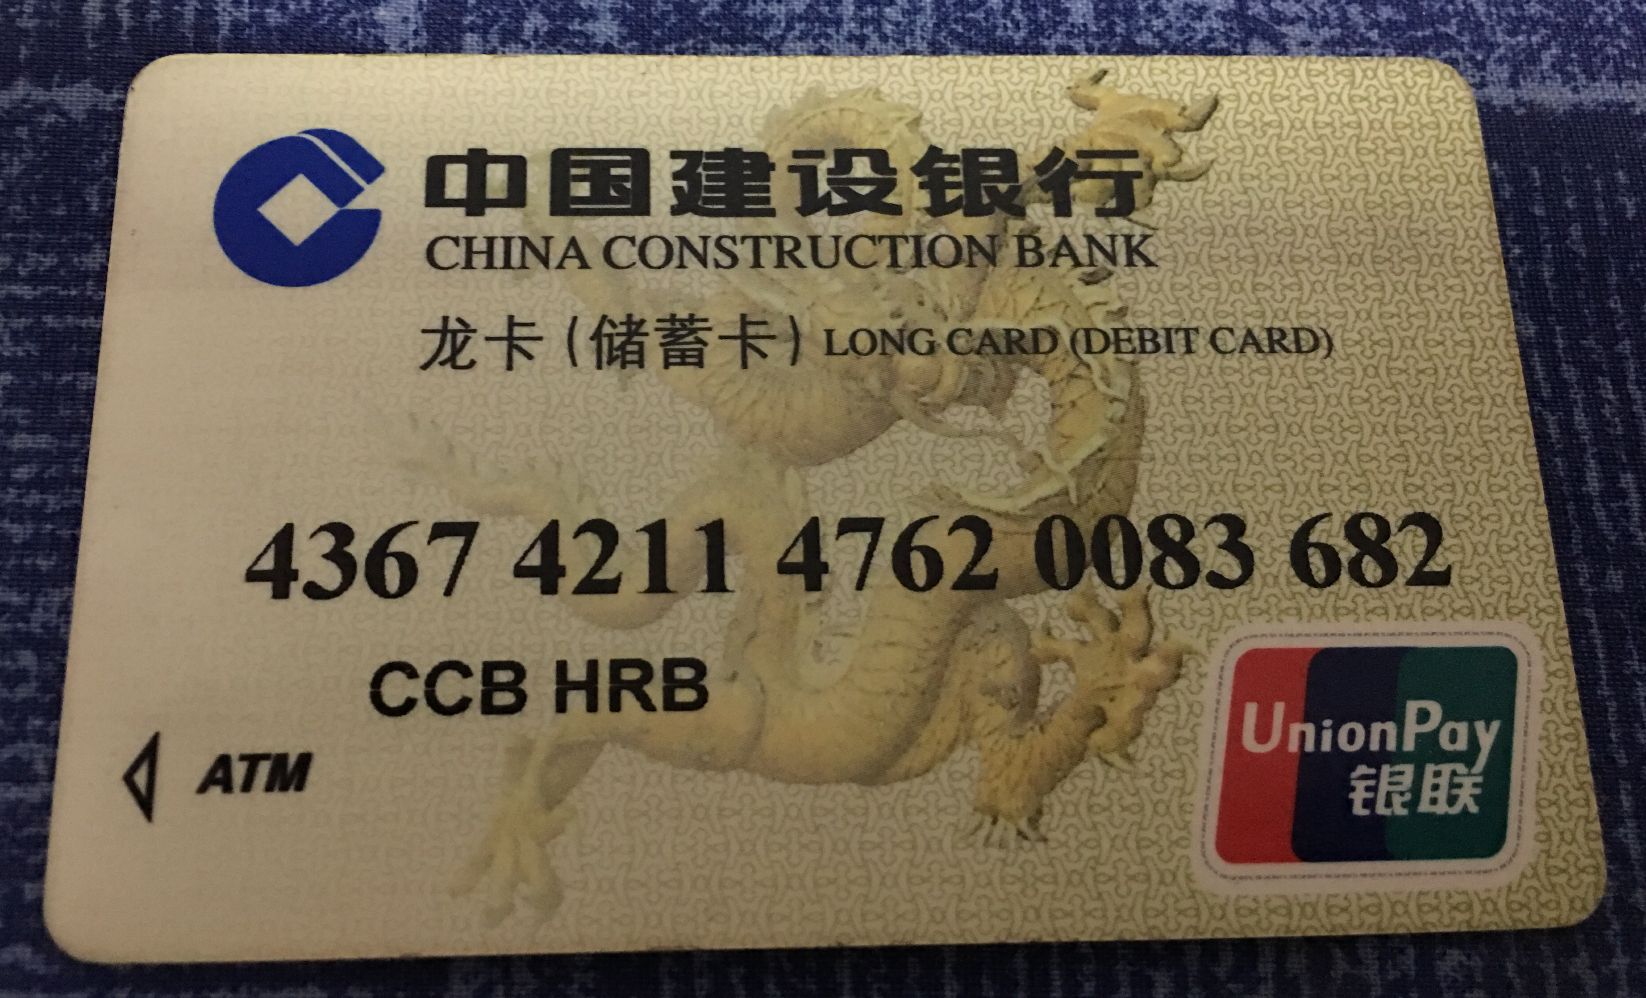 中国建设银行
CHINA CONSTRUCTION BANK
龙卡(储蓄卡) LONG CARD (DEBIT CARD)
4367 4211 4762 0083 682
CCB HRB
ATM
UnionPay
银联